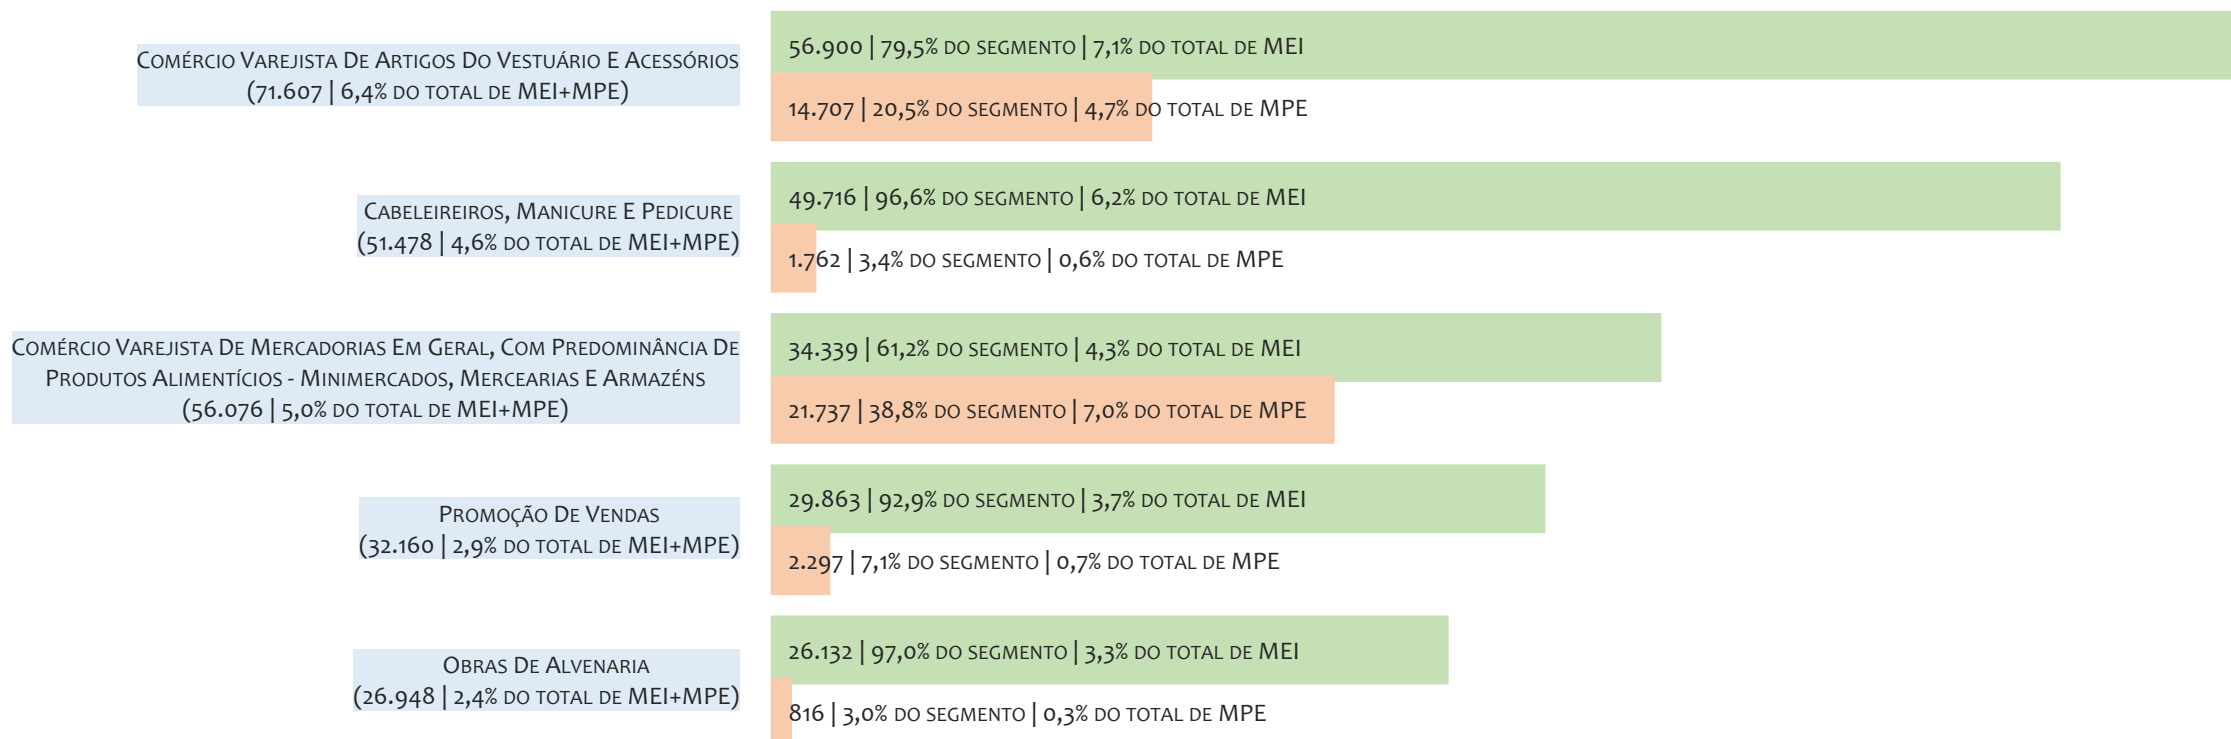 Comércio Varejista De Artigos Do Vestuário E Acessórios
(71.607 | 6,4% do total de MEI+MPE)
56.900 | 79,5% do segmento | 7,1% do total de MEI
14.707 | 20,5% do segmento | 4,7% do total de MPE
Cabeleireiros, Manicure E Pedicure
(51.478 | 4,6% do total de MEI+MPE)
49.716 | 96,6% do segmento | 6,2% do total de MEI
1.762 | 3,4% do segmento | 0,6% do total de MPE
Comércio Varejista De Mercadorias Em Geral, Com Predominância De
Produtos Alimentícios - Minimercados, Mercearias E Armazéns
(56.076 | 5,0% do total de MEI+MPE)
34.339 | 61,2% do segmento | 4,3% do total de MEI
21.737 | 38,8% do segmento | 7,0% do total de MPE
Promoção De Vendas
(32.160 | 2,9% do total de MEI+MPE)
29.863 | 92,9% do segmento | 3,7% do total de MEI
2.297 | 7,1% do segmento | 0,7% do total de MPE
Obras De Alvenaria
(26.948 | 2,4% do total de MEI+MPE)
26.132 | 97,0% do segmento | 3,3% do total de MEI
816 | 3,0% do segmento | 0,3% do total de MPE